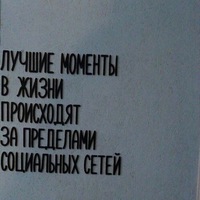 ЛУЧШИЕ МОМЕНТЫ
В ЖИЗНИ
ПРОИСХОДЯТ
ЗА ПРЕДЕЛАМИ
СОЦИАЛЬНЫХ СЕТЕЙ